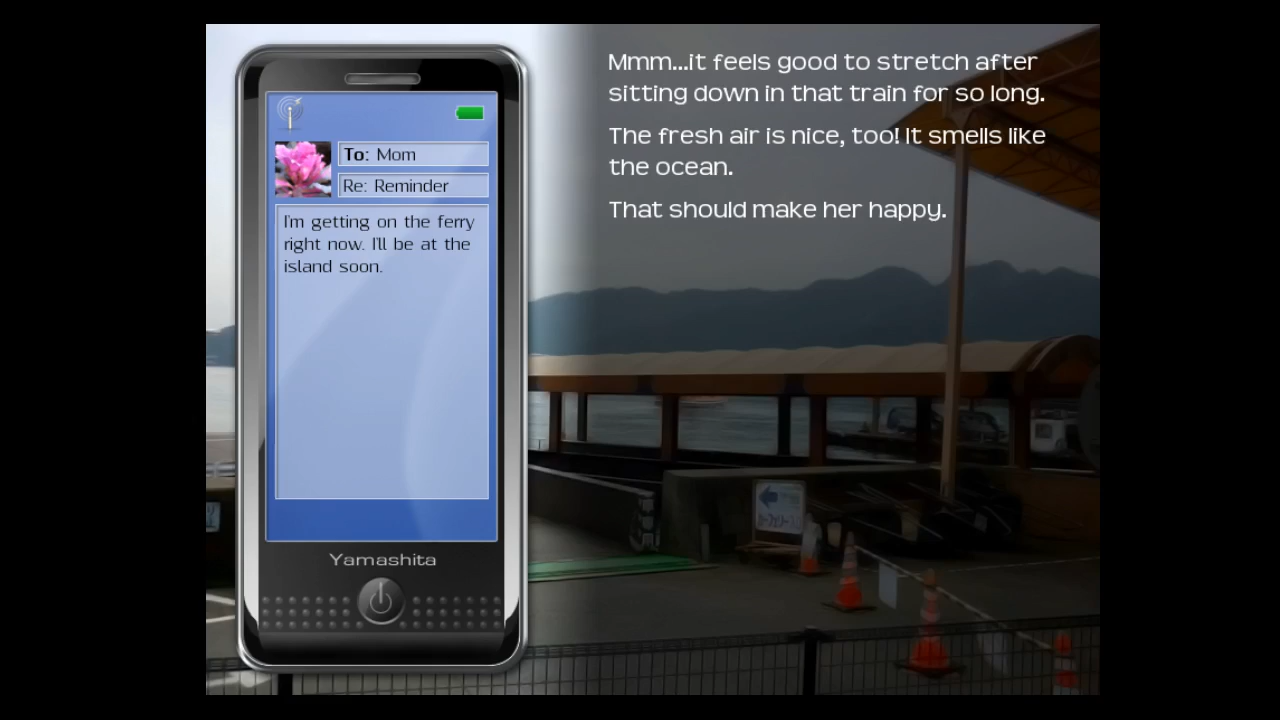 To: Mom
Re: Reminder
I'm getting on the ferry
right now. I'll be at the
island soon.
Yamashita
Mmm...it feels good to stretch after
sitting down in that train for so long.
The fresh air is nice, too! It smells like
the ocean.
That should make her happy.